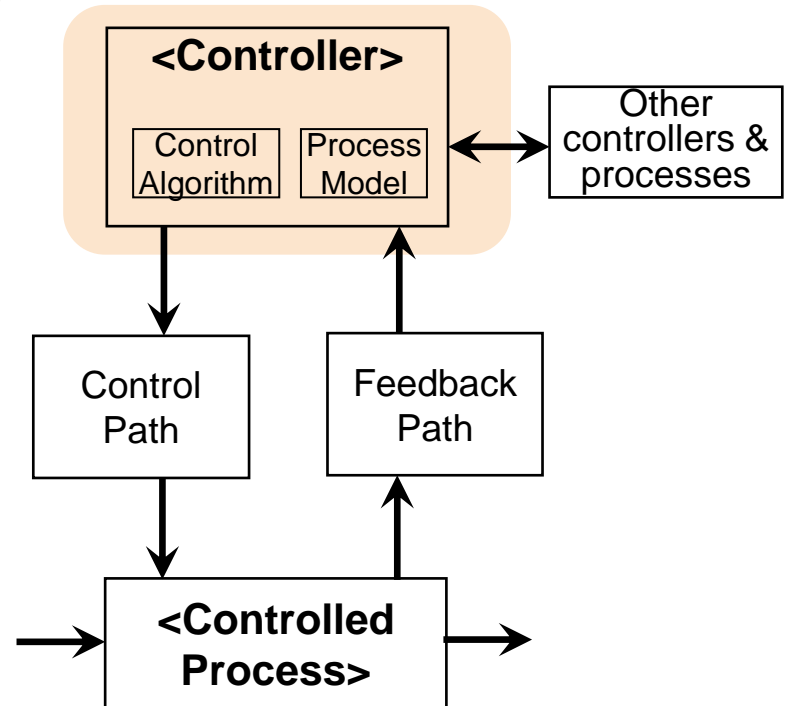 <Controller>
Control
Algorithm
Process
Model
Other
controllers &
processes
Control
Path
Feedback
Path
<Controlled
Process>